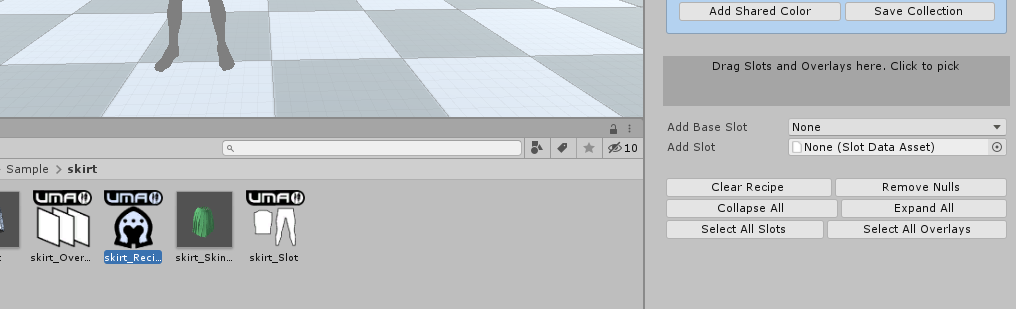 Add Shared Color
Save Collection
Drag Slots and Overlays here. Click to pick
Add Base Slot
None
Add Slot
None (Slot Data Asset)
Clear Recipe
Remove Nulls
Collapse All
Expand All
Select All Slots
Select All Overlays
10
Sample > skirt
UMA
UMA
UMA
skirt_Over...
skirt_Reci...
skirt_Skin...
skirt_Slot